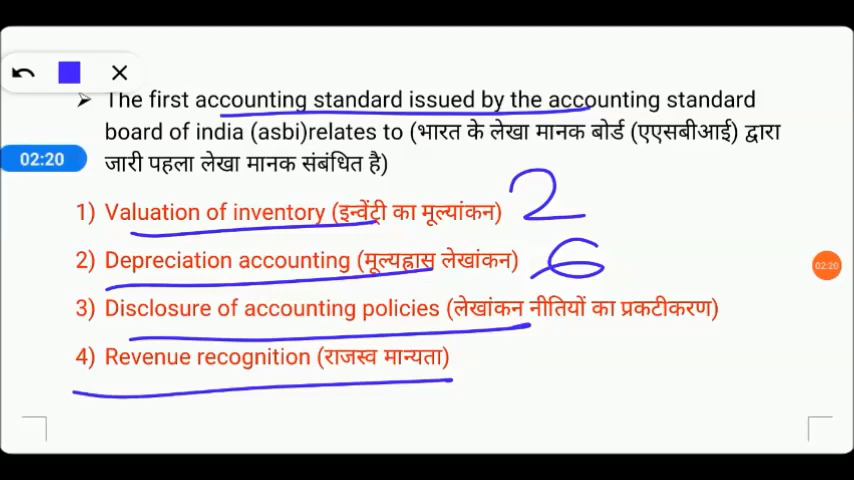 The first accounting standard issued by the accounting standard
board of india (asbi)relates to (भारत के लेखा मानक बोर्ड (एएसबीआई) द्वारा
02:20
जारी पहला लेखा मानक संबंधित है)
1) Valuation of inventory (इन्वेंट्री का मूल्यांकन) 2
2) Depreciation accounting (मूल्यह्रास लेखांकन) 6
02:20
3) Disclosure of accounting policies (लेखांकन नीतियों का प्रकटीकरण)
4) Revenue recognition (राजस्व मान्यता)